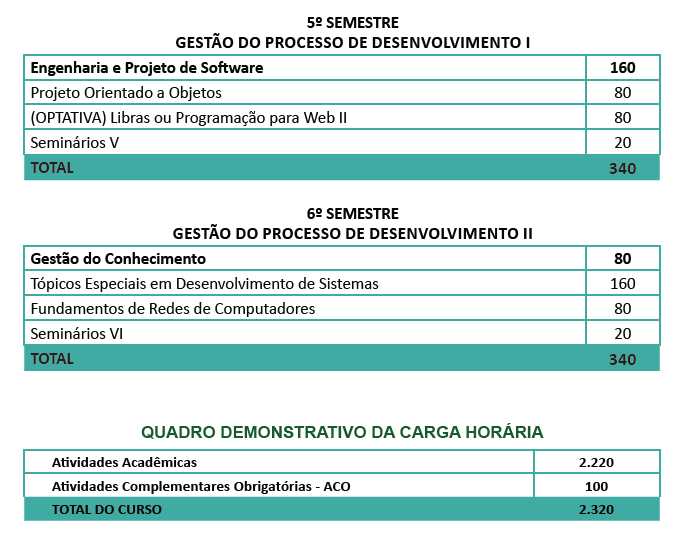 5º SEMESTRE
GESTÃO DO PROCESSO DE DESENVOLVIMENTO I
Engenharia e Projeto de Software 160
Projeto Orientado a Objetos 80
(OPTATIVA) Libras ou Programação para Web II 80
Seminários V 20
TOTAL 340
6º SEMESTRE
GESTÃO DO PROCESSO DE DESENVOLVIMENTO II
Gestão do Conhecimento 80
Tópicos Especiais em Desenvolvimento de Sistemas 160
Fundamentos de Redes de Computadores 80
Seminários VI 20
TOTAL 340
QUADRO DEMONSTRATIVO DA CARGA HORÁRIA
Atividades Acadêmicas 2.220
Atividades Complementares Obrigatórias - ACO 100
TOTAL DO CURSO 2.320